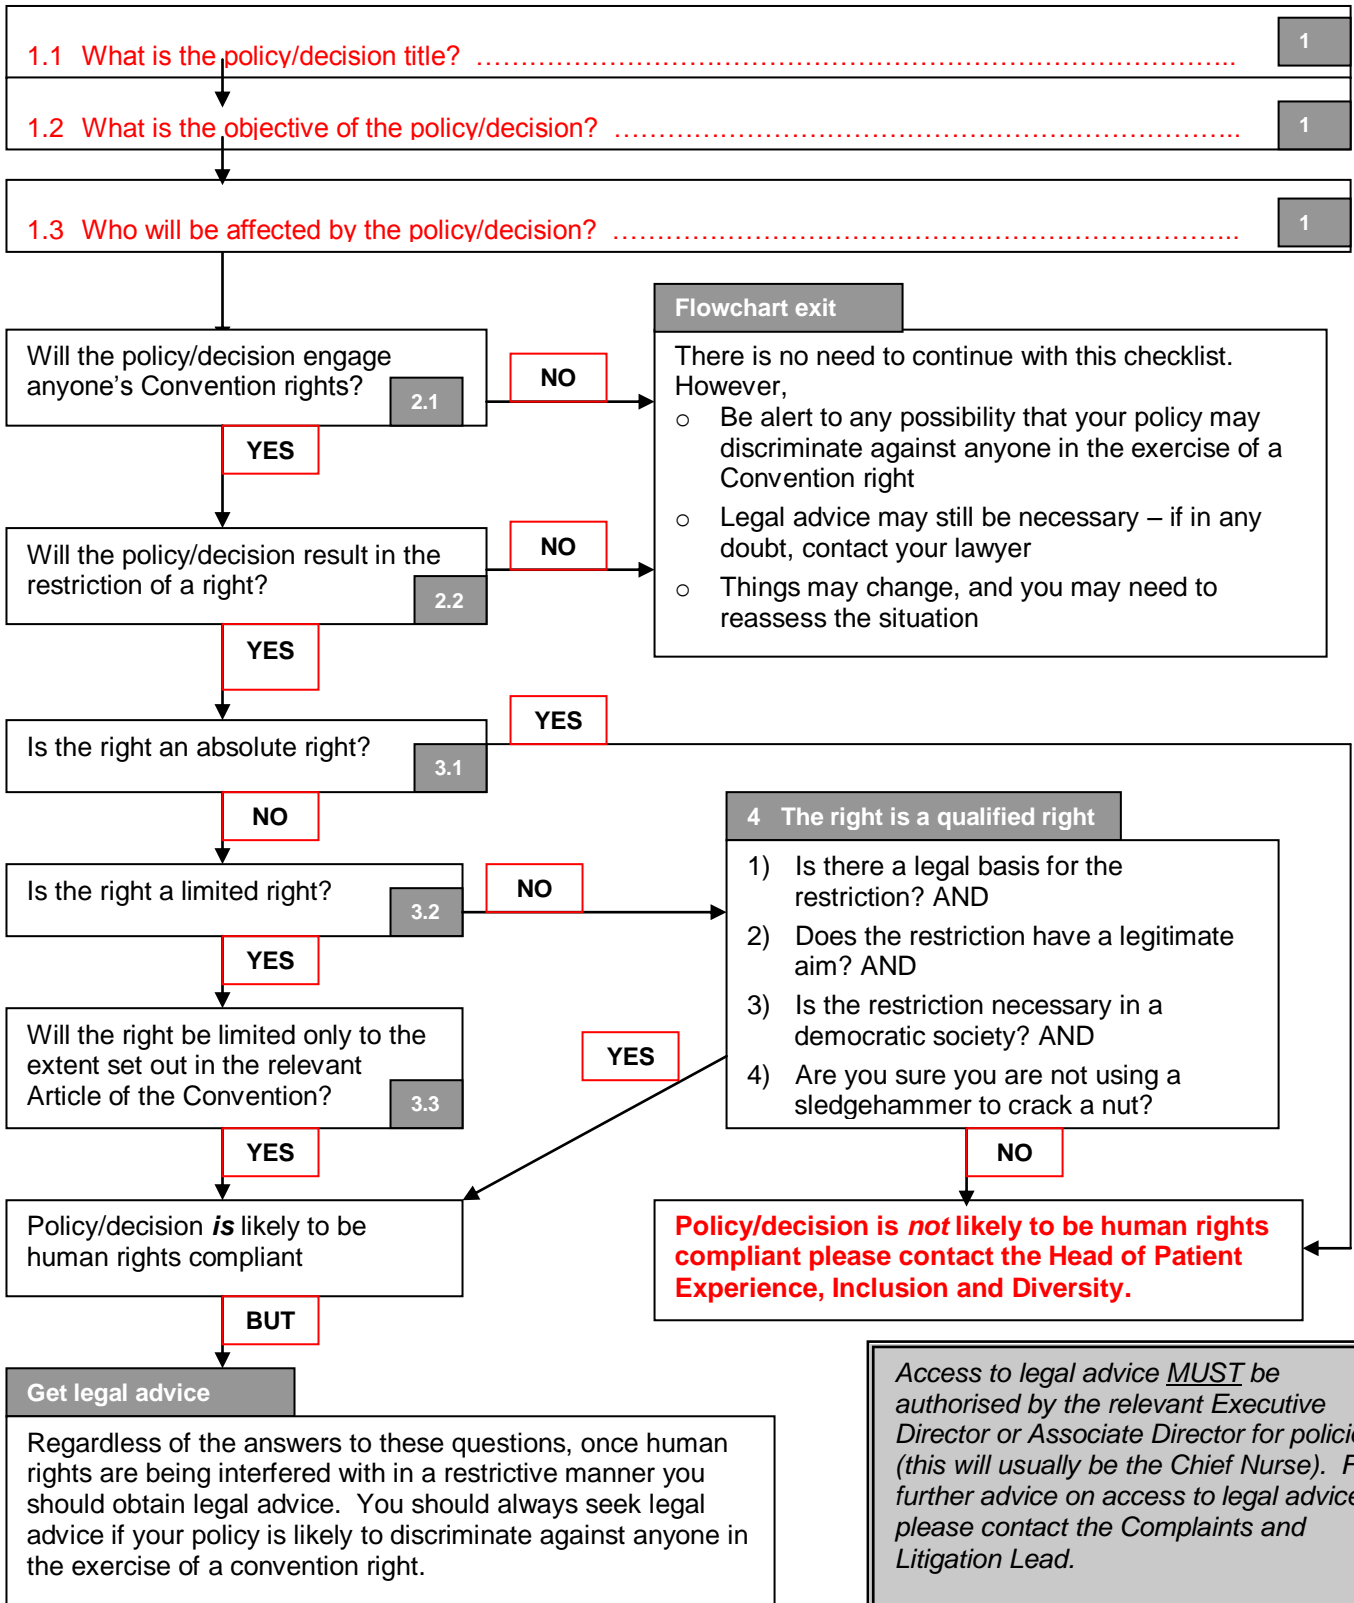 1.1 What is the policy/decision title? …………………………………………………………………………..
1
1.2 What is the objective of the policy/decision? ……………………………………………………………..
1
1.3 Who will be affected by the policy/decision? ……………………………………………………………..
1
Will the policy/decision engage
anyone’s Convention rights?
2.1
NO
YES
Flowchart exit
There is no need to continue with this checklist.
However,
o Be alert to any possibility that your policy may
discriminate against anyone in the exercise of a
Convention right
o Legal advice may still be necessary – if in any
doubt, contact your lawyer
o Things may change, and you may need to
reassess the situation
Will the policy/decision result in the
restriction of a right?
2.2
NO
YES
Is the right an absolute right?
3.1
YES
NO
Is the right a limited right?
3.2
NO
YES
4 The right is a qualified right
1) Is there a legal basis for the
restriction? AND
2) Does the restriction have a legitimate
aim? AND
3) Is the restriction necessary in a
democratic society? AND
4) Are you sure you are not using a
sledgehammer to crack a nut?
YES
NO
Will the right be limited only to the
extent set out in the relevant
Article of the Convention?
3.3
YES
Policy/decision is likely to be
human rights compliant
BUT
Policy/decision is not likely to be human rights
compliant please contact the Head of Patient
Experience, Inclusion and Diversity.
Get legal advice
Regardless of the answers to these questions, once human
rights are being interfered with in a restrictive manner you
should obtain legal advice. You should always seek legal
advice if your policy is likely to discriminate against anyone in
the exercise of a convention right.
Access to legal advice MUST be
authorised by the relevant Executive
Director or Associate Director for
(this will usually be the Chief Nurse).
further advice on access to legal advice
please contact the Complaints and
Litigation Lead.